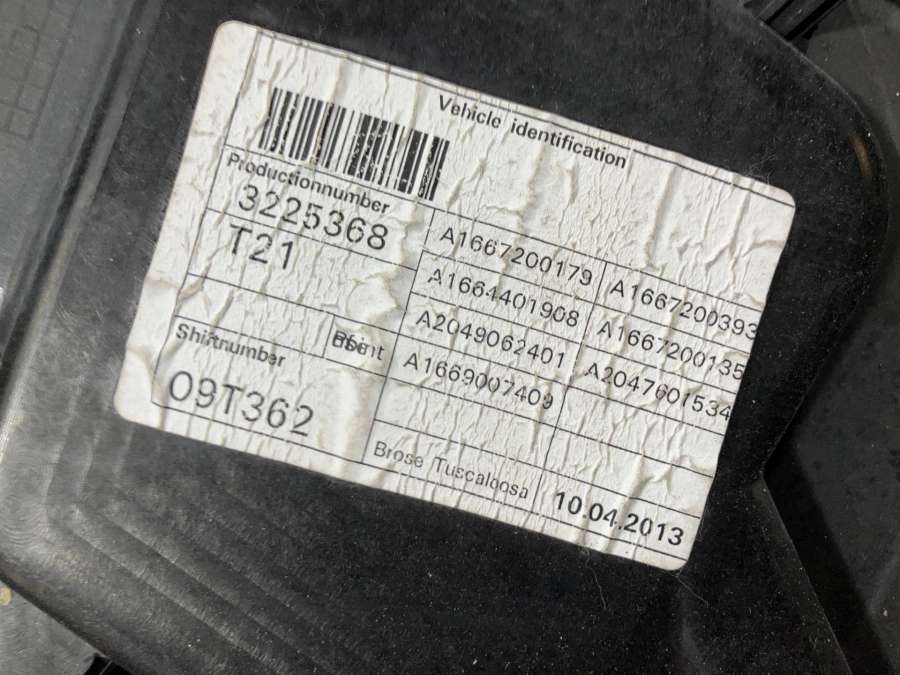 Vehicle identification
Productionnumber
3225368
T21
A1667200179 A1667200393
A1664401908 A1667200135
A2049062401 A2047601534
A1669007409
Shiftnumber
09T362
Brose Tuscaloosa 10.04.2013